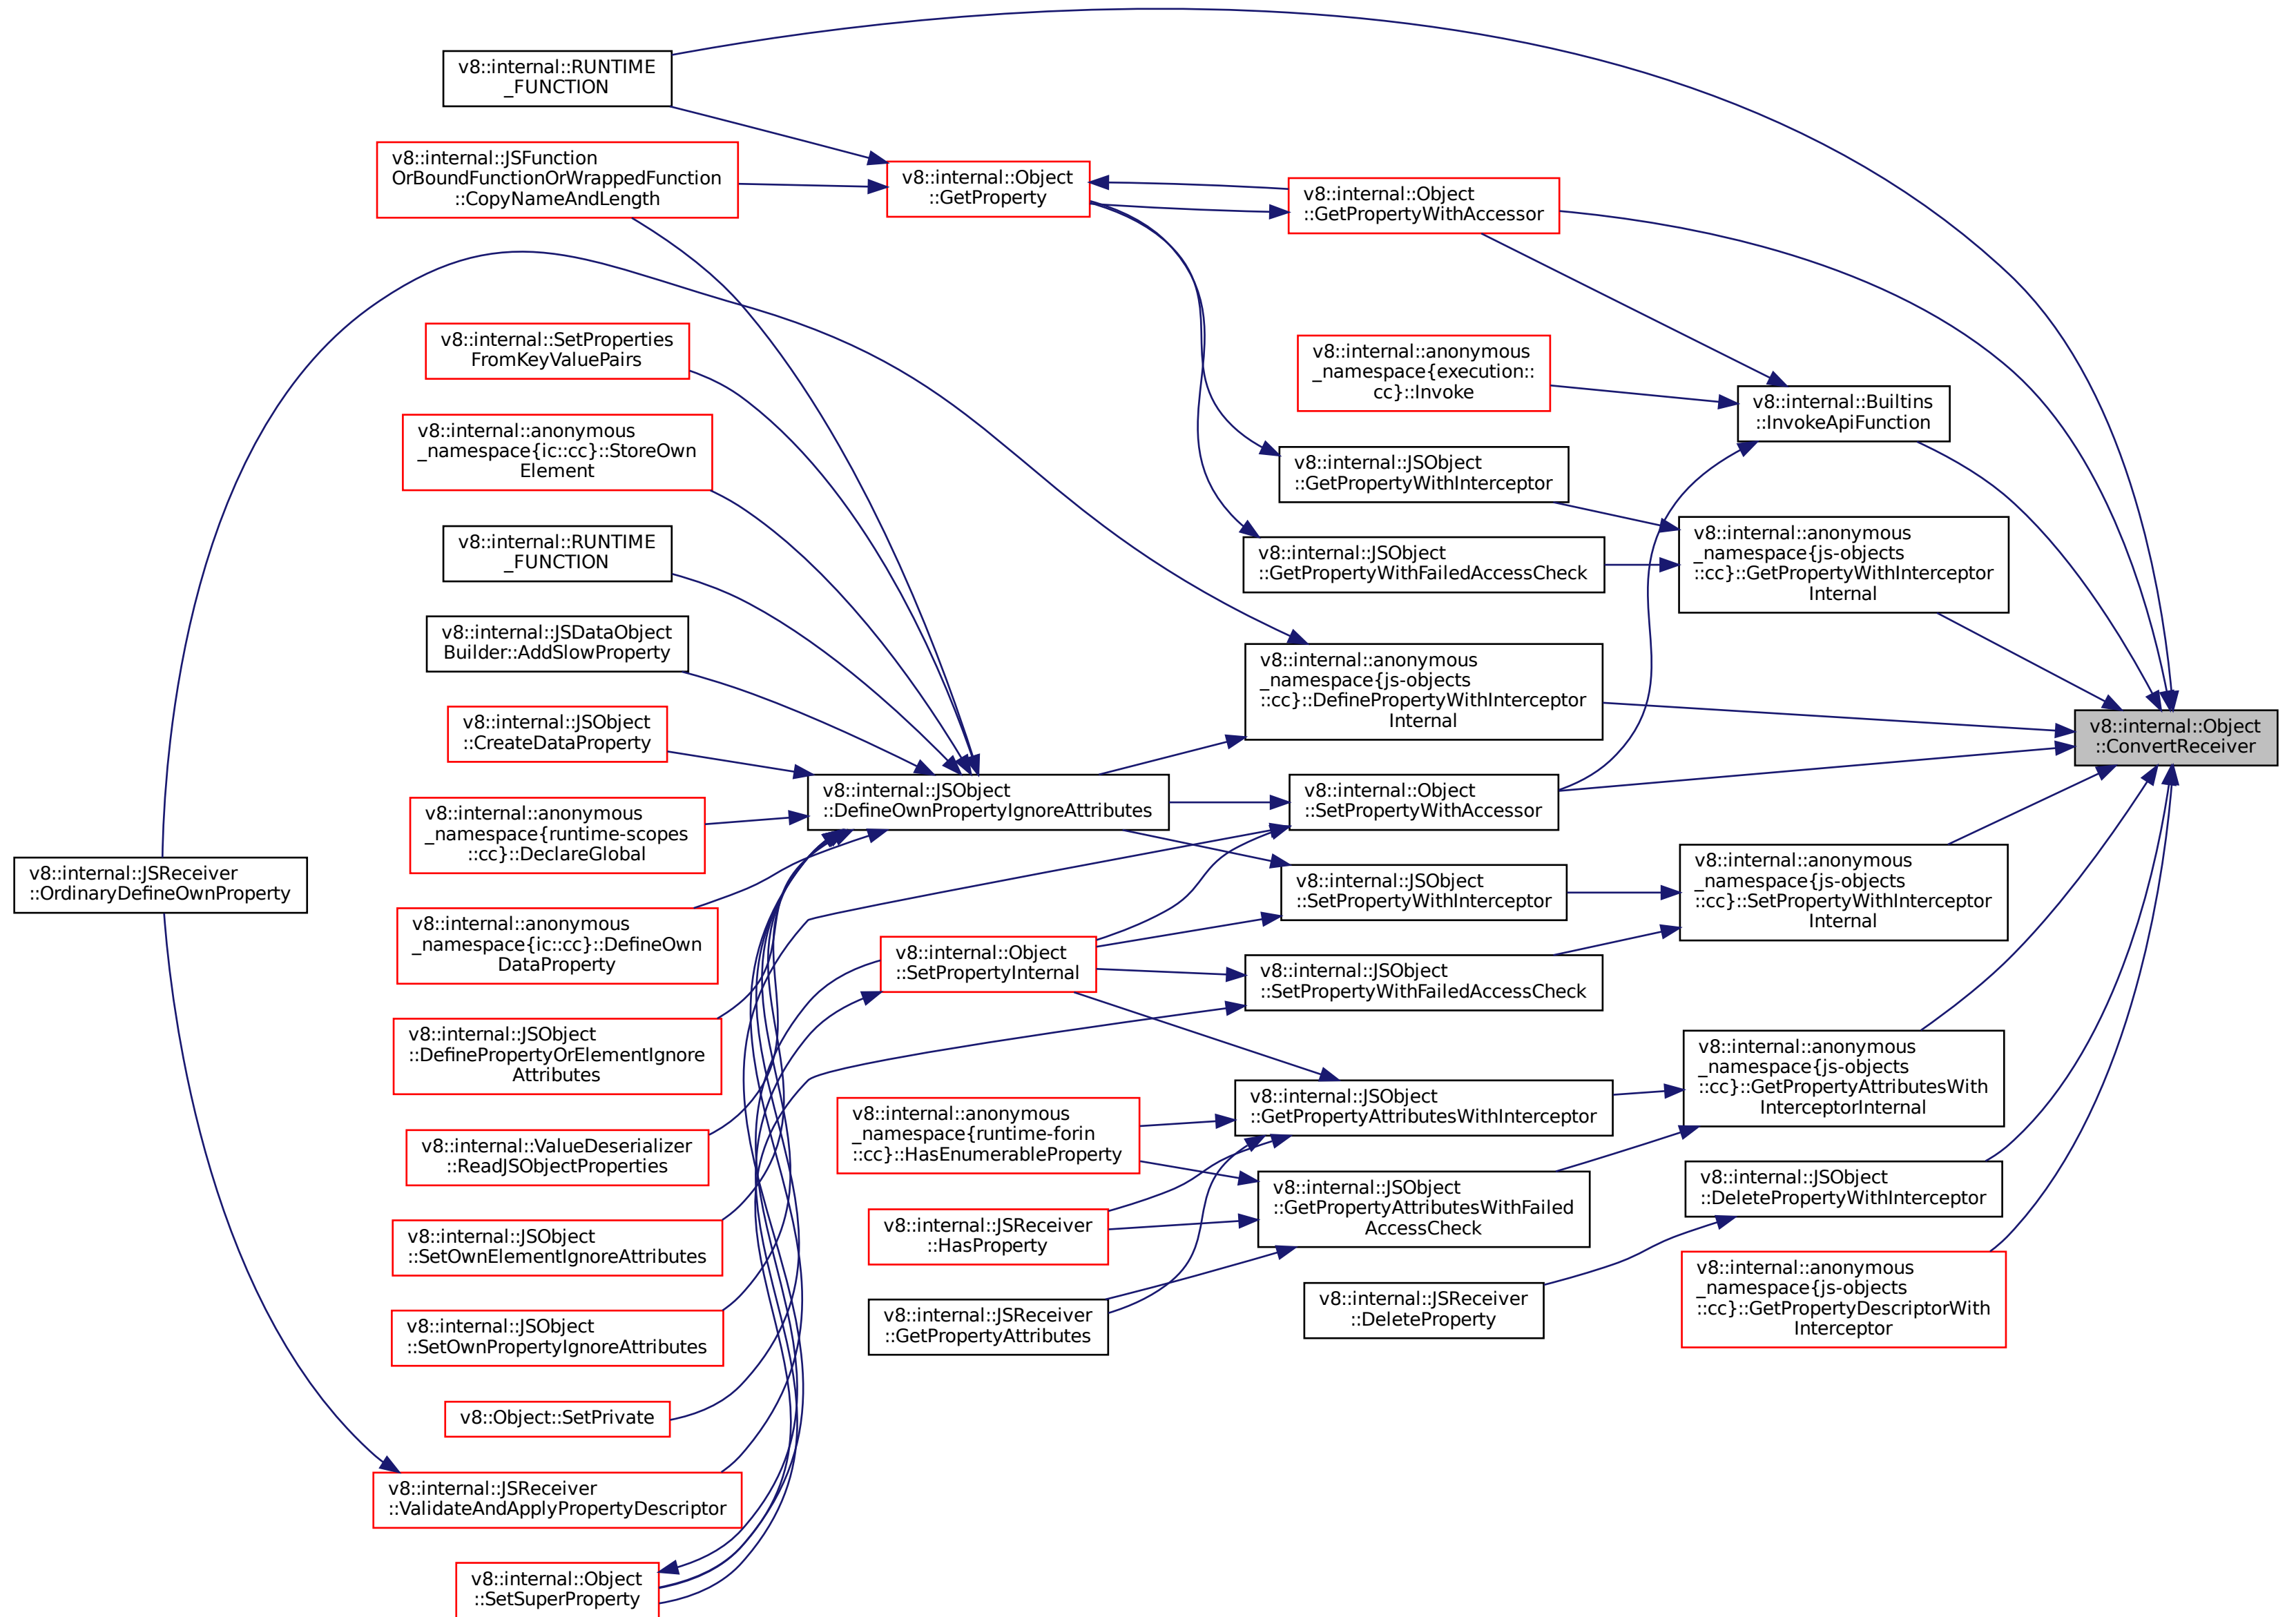 v8::internal::RUNTIME
_FUNCTION
v8::internal::JSFunction
OrBoundFunctionOrWrappedFunction
::CopyNameAndLength
v8::internal::Object
::GetProperty
v8::internal::Object
::GetPropertyWithAccessor
v8::internal::SetProperties
FromKeyValuePairs
v8::internal::anonymous
_namespace{execution::
cc}::Invoke
v8::internal::Builtins
::InvokeApiFunction
v8::internal::anonymous
_namespace{ic::cc}::StoreOwn
Element
v8::internal::JSObject
::GetPropertyWithInterceptor
v8::internal::RUNTIME
_FUNCTION
v8::internal::JSObject
::GetPropertyWithFailedAccessCheck
v8::internal::anonymous
_namespace{js-objects
::cc}::GetPropertyWithInterceptor
Internal
v8::internal::JSDataObject
Builder::AddSlowProperty
v8::internal::anonymous
_namespace{js-objects
::cc}::DefinePropertyWithInterceptor
Internal
v8::internal::JSObject
::CreateDataProperty
v8::internal::Object
::ConvertReceiver
v8::internal::JSObject
::DefineOwnPropertyIgnoreAttributes
v8::internal::Object
::SetPropertyWithAccessor
v8::internal::anonymous
_namespace{runtime-scopes
::cc}::DeclareGlobal
v8::internal::JSReceiver
::OrdinaryDefineOwnProperty
v8::internal::JSObject
::SetPropertyWithInterceptor
v8::internal::anonymous
_namespace{js-objects
::cc}::SetPropertyWithInterceptor
Internal
v8::internal::anonymous
_namespace{ic::cc}::DefineOwn
DataProperty
v8::internal::Object
::SetPropertyInternal
v8::internal::JSObject
::SetPropertyWithFailedAccessCheck
v8::internal::JSObject
::DefinePropertyOrElementIgnore
Attributes
v8::internal::anonymous
_namespace{js-objects
::cc}::GetPropertyAttributesWith
InterceptorInternal
v8::internal::JSObject
::GetPropertyAttributesWithInterceptor
v8::internal::anonymous
_namespace{runtime-forin
::cc}::HasEnumerableProperty
v8::internal::ValueDeserializer
::ReadJSObjectProperties
v8::internal::JSObject
::DeletePropertyWithInterceptor
v8::internal::JSObject
::GetPropertyAttributesWithFailed
AccessCheck
v8::internal::JSReceiver
::HasProperty
v8::internal::JSObject
::SetOwnElementIgnoreAttributes
v8::internal::anonymous
_namespace{js-objects
::cc}::GetPropertyDescriptorWith
Interceptor
v8::internal::JSReceiver
::DeleteProperty
v8::internal::JSReceiver
::GetPropertyAttributes
v8::internal::JSObject
::SetOwnPropertyIgnoreAttributes
v8::Object::SetPrivate
v8::internal::JSReceiver
::ValidateAndApplyPropertyDescriptor
v8::internal::Object
::SetSuperProperty